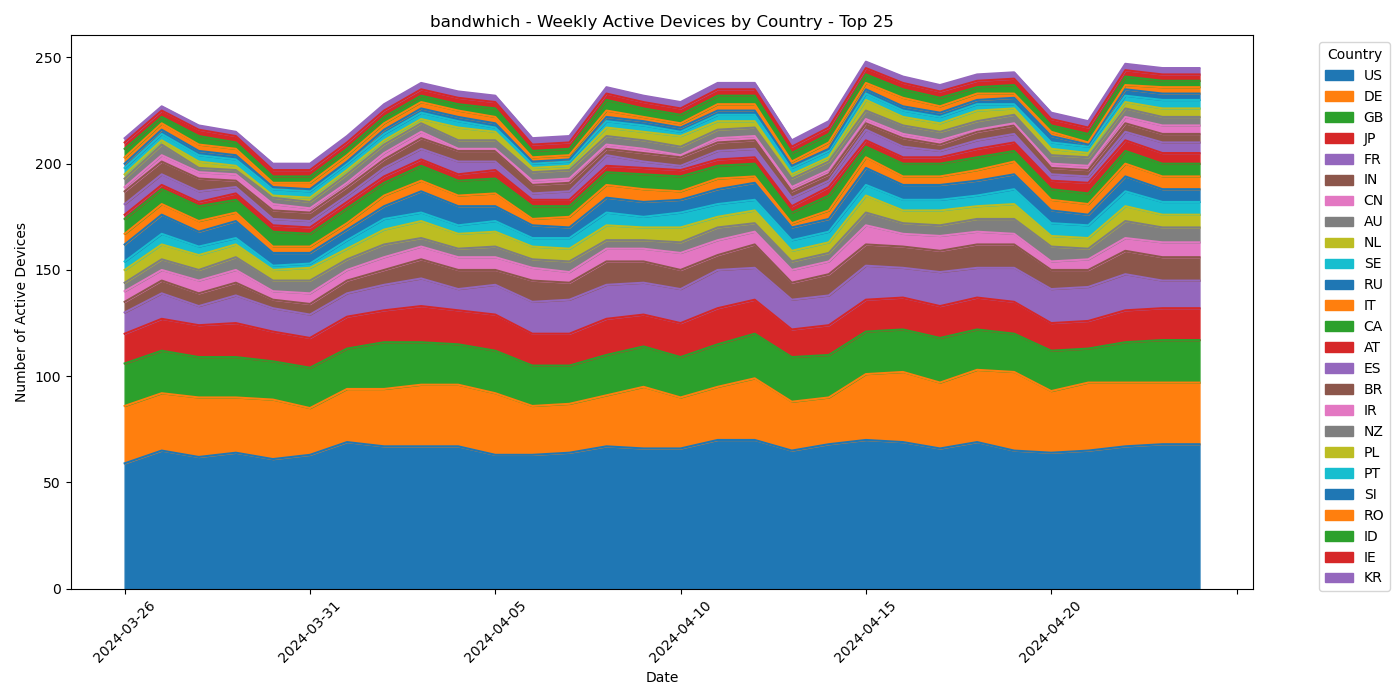 bandwhich - Weekly Active Devices by Country - Top 25
Number of Active Devices
250
200
150
100
50
0
2024-03-26
2024-03-31
2024-04-05
2024-04-10
2024-04-15
2024-04-20
Date
Country
US
DE
GB
JP
FR
IN
CN
AU
NL
SE
RU
IT
CA
AT
ES
BR
IR
NZ
PL
PT
SI
RO
ID
IE
KR